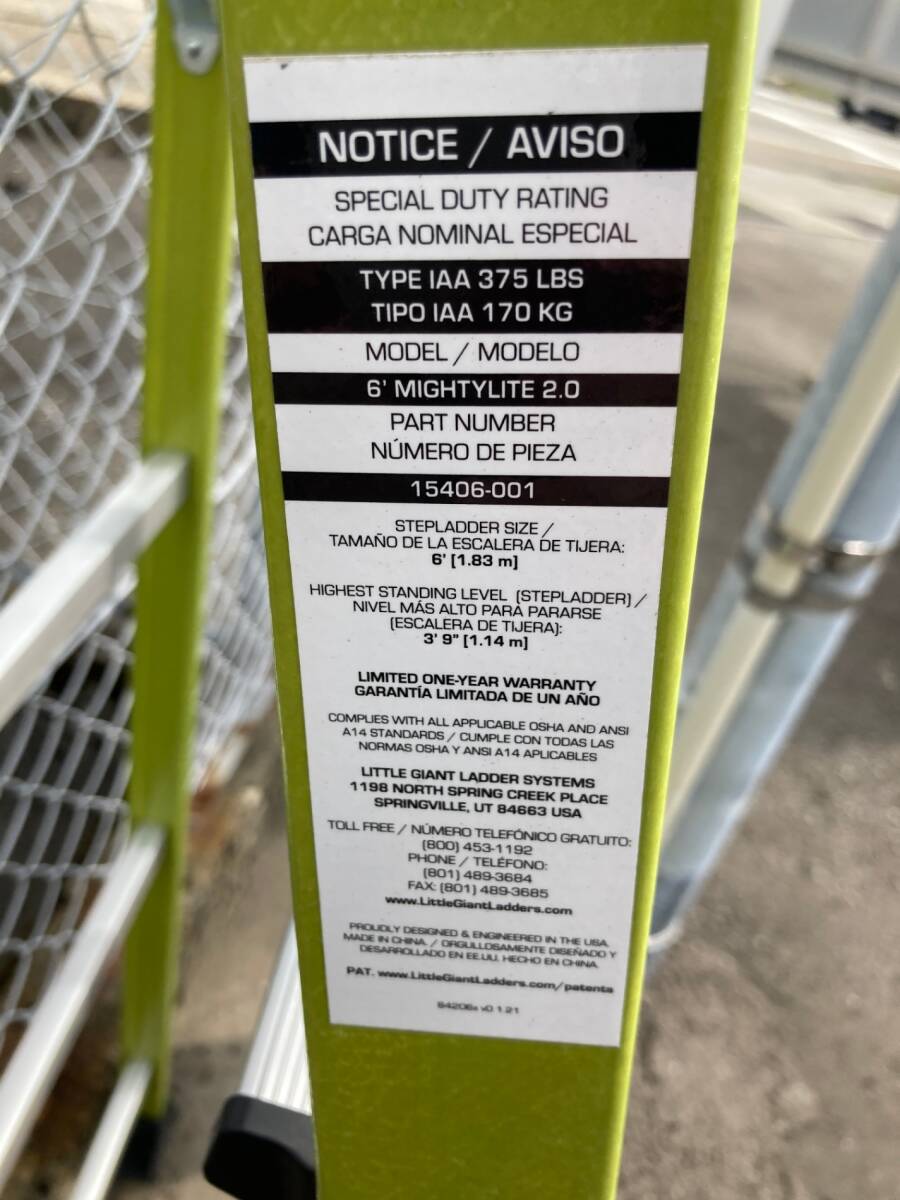 NOTICE / AVISO
SPECIAL DUTY RATING
CARGA NOMINAL ESPECIAL
TYPE IAA 375 LBS
TIPO IAA 170 KG
MODEL / MODELO
6' MIGHTYLITE 2.0
PART NUMBER
NÚMERO DE PIEZA
15406-001
STEPLADDER SIZE /
TAMAÑO DE LA ESCALERA DE TIJERA:
6' [1.83 m]
HIGHEST STANDING LEVEL (STEPLADDER) /
NIVEL MÁS ALTO PARA PARARSE
(ESCALERA DE TIJERA):
3' 9" [1.14 m]
LIMITED ONE-YEAR WARRANTY
GARANTÍA LIMITADA DE UN AÑO
COMPLIES WITH ALL APPLICABLE OSHA AND ANSI
A14 STANDARDS / CUMPLE CON TODAS LAS
NORMAS OSHA Y ANSI A14 APLICABLES
LITTLE GIANT LADDER SYSTEMS
1198 NORTH SPRING CREEK PLACE
SPRINGVILLE, UT 84663 USA
TOLL FREE / NÚMERO TELEFÓNICO GRATUITO:
(800) 453-1192
PHONE / TELÉFONO:
(801) 489-3684
FAX: (801) 489-3685
www.LittleGiantLadders.com
PROUDLY DESIGNED & ENGINEERED IN THE USA.
MADE IN CHINA. / ORGULLOSAMENTE DISEÑADO Y
DESARROLLADO EN EE.UU. HECHO EN CHINA.
PAT. www.LittleGiantLadders.com/patents